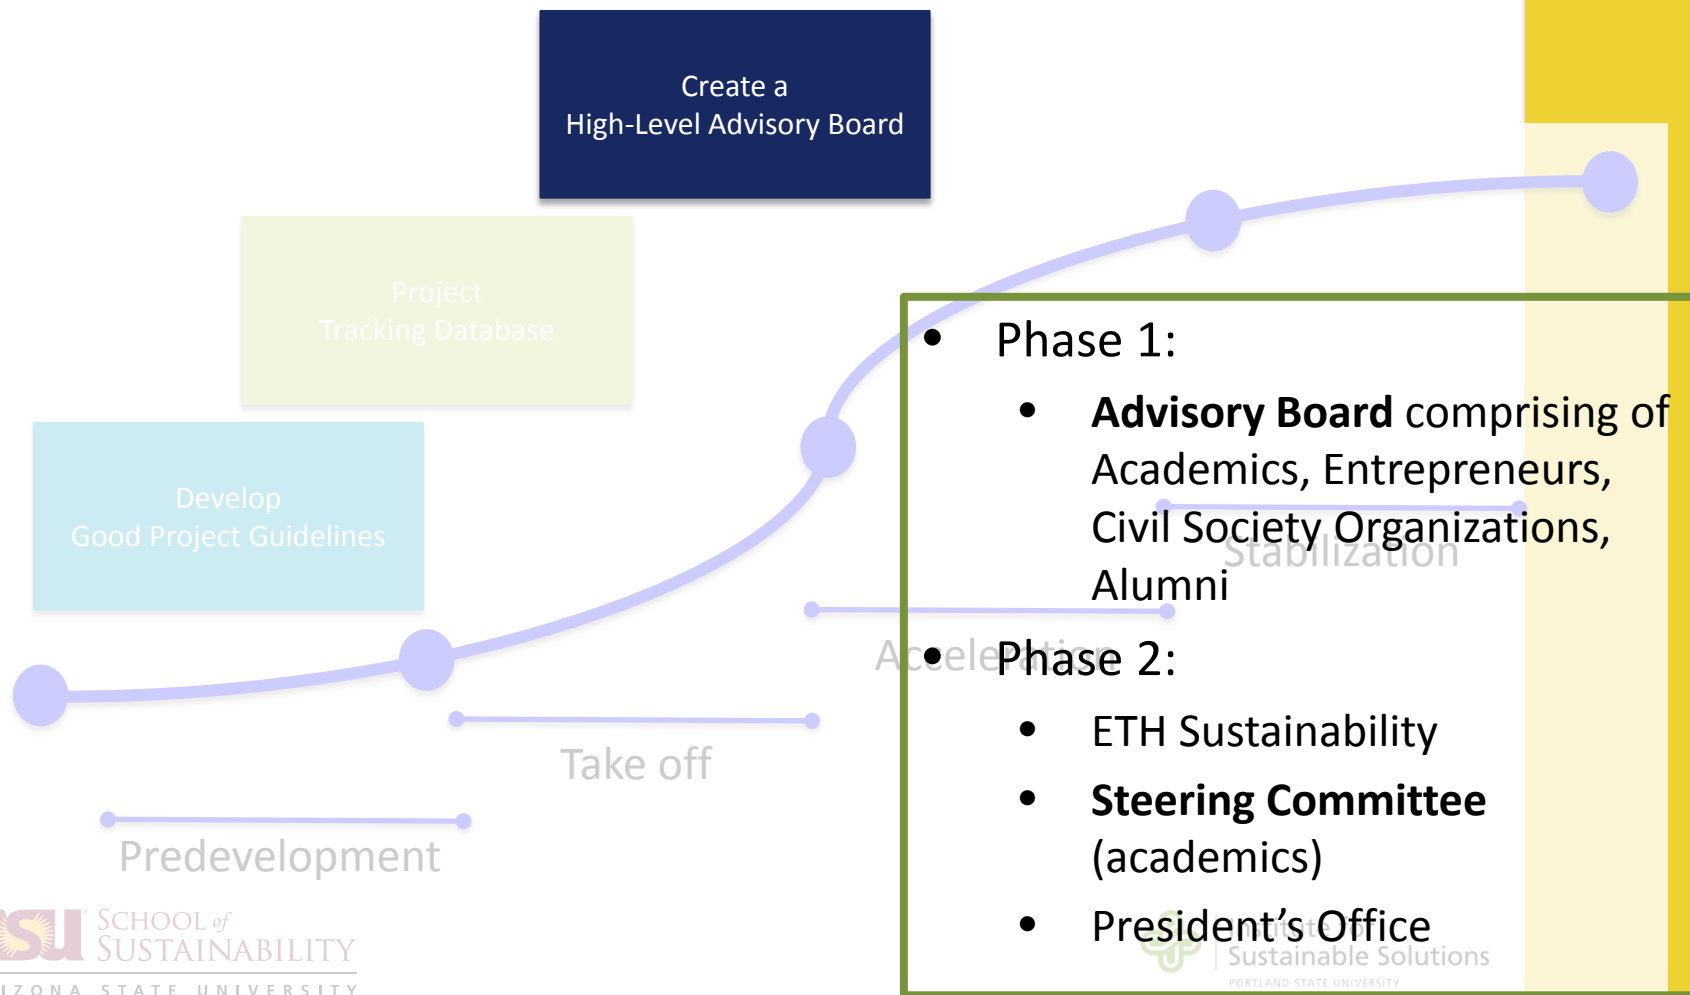 Create a
High-Level Advisory Board
Project
Tracking Database
Develop
Good Project Guidelines
• Phase 1:
• Advisory Board comprising of
Academics, Entrepreneurs,
Civil Society Organizations,
Alumni
• Phase 2:
• ETH Sustainability
• Steering Committee
(academics)
• President's Office
Stabilization
Acceleration
Take off
Predevelopment
SCHOOL of
SUSTAINABILITY
IZONA STATE UNIVERSITY
Institute for
Sustainable Solutions
PORTLAND STATE UNIVERSITY